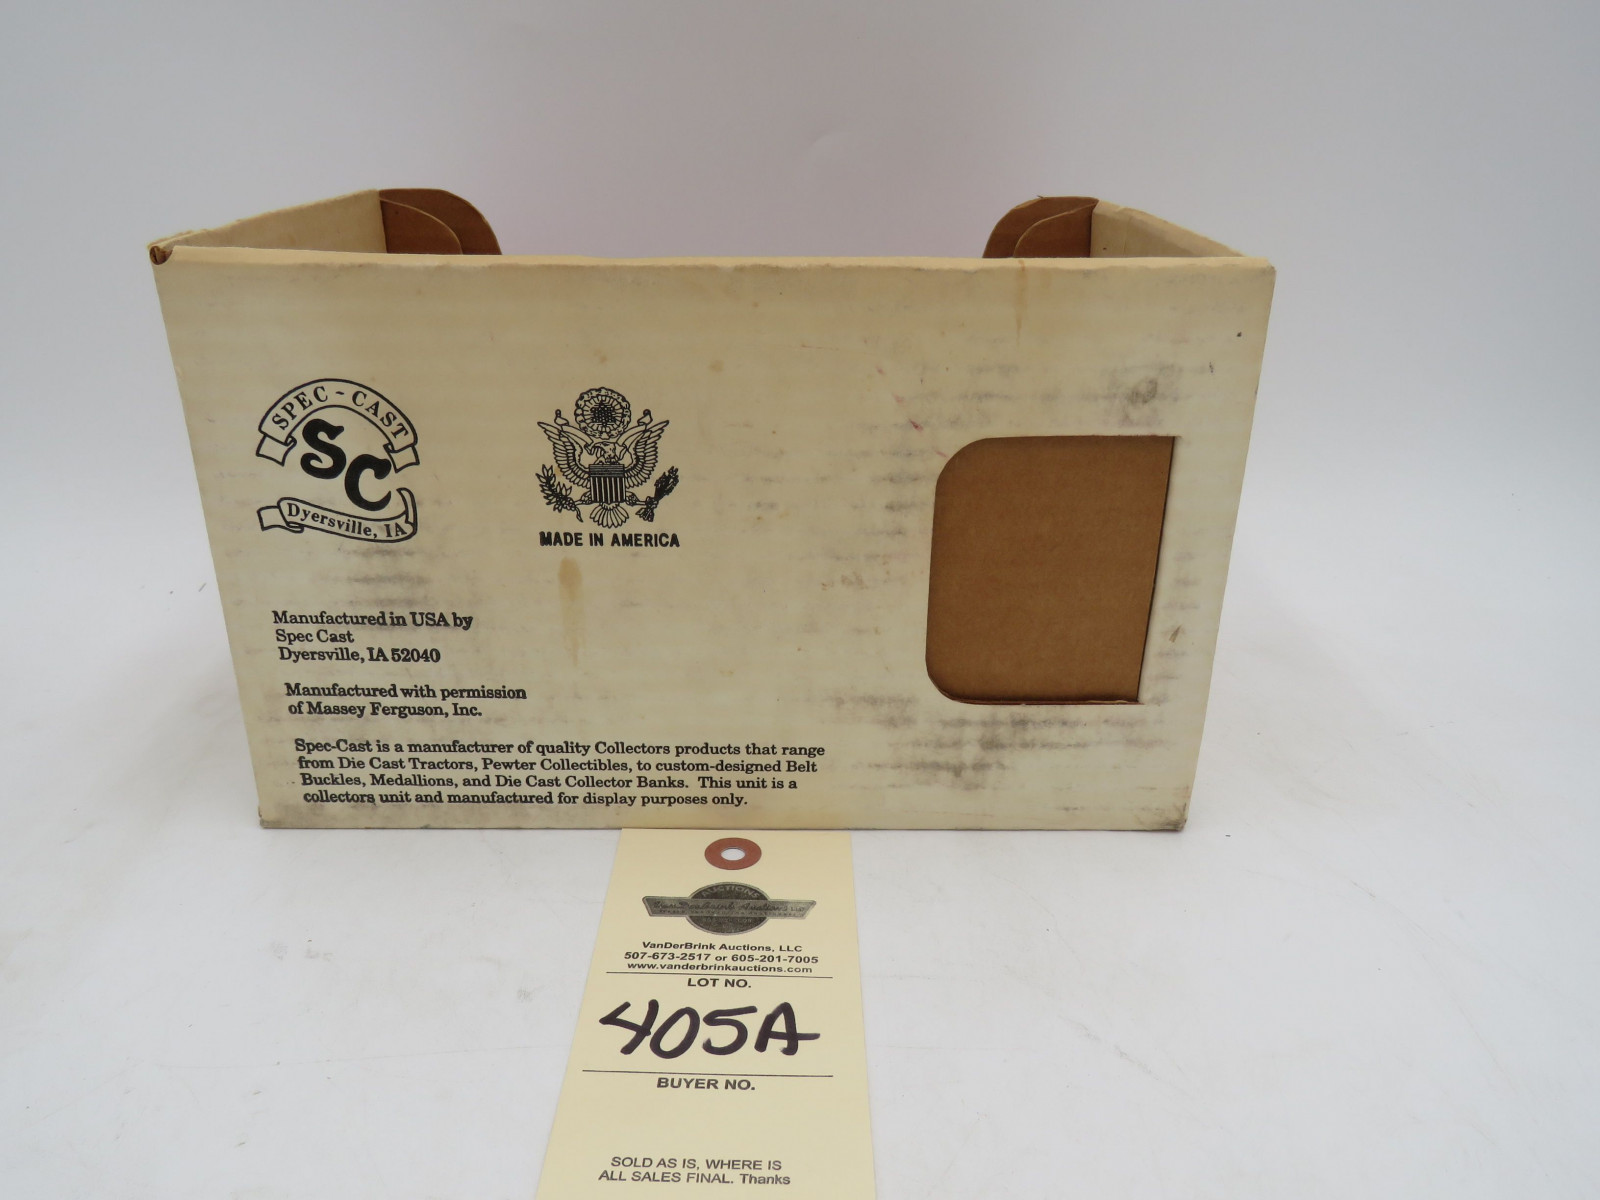 SPEC-CAST
SC
Dyersville, IA
MADE IN AMERICA
Manufactured in USA by
Spec Cast
Dyersville, IA 52040
Manufactured with permission
of Massey Ferguson, Inc.
Spec-Cast is a manufacturer of quality Collectors products that range
from Die Cast Tractors, Pewter Collectibles, to custom-designed Belt
Buckles, Medallions, and Die Cast Collector Banks. This unit is a
collectors unit and manufactured for display purposes only.
AUCTIONS
VanDerBrink Auctions, LLC
507-673-2517 or 605-201-7005
www.vanderbrinkauctions.com
LOT NO.
405A
BUYER NO.
SOLD AS IS, WHERE IS
ALL SALES FINAL. Thanks